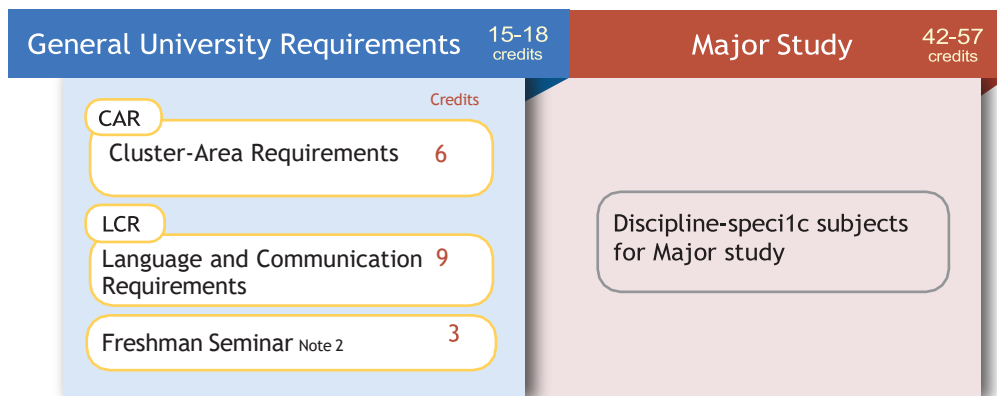 General University Requirements 15-18
credits
Major Study 42-57
credits
Credits
CAR
Cluster-Area Requirements 6
LCR
Language and Communication 9
Requirements
Freshman Seminar Note 2 3
Discipline-speci1c subjects
for Major study